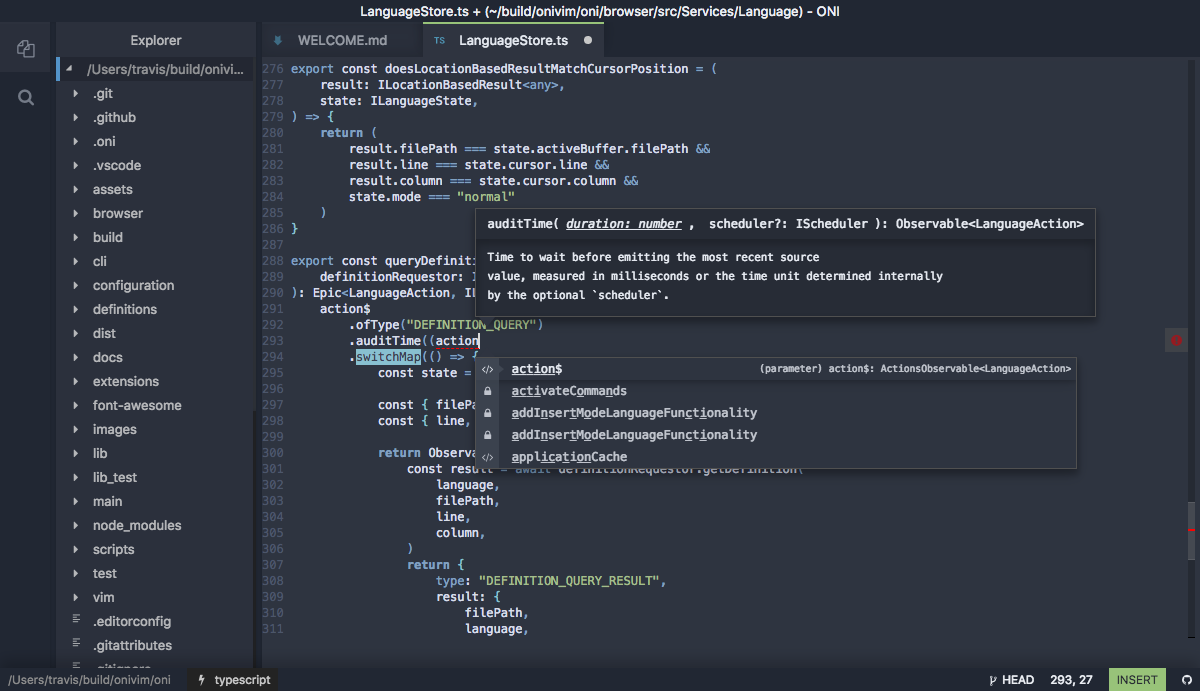 LanguageStore.ts + (~/build/onivim/oni/browser/src/Services/Language) - ONI
Explorer
/Users/travis/build/onivi...
.git
.github
.oni
.vscode
assets
browser
build
cli
configuration
definitions
dist
docs
extensions
font-awesome
images
lib
lib_test
main
node_modules
scripts
test
vim
.editorconfig
.gitattributes
.gitignore
WELCOME.md
TS LanguageStore.ts
276 export const doesLocationBasedResultMatchCursorPosition = (
277 result: ILocationBasedResult<any>,
278 state: ILanguageState,
279 ) => {
280 return (
281 result.filePath === state.activeBuffer.filePath &&
282 result.line === state.cursor.line &&
283 result.column === state.cursor.column &&
284 state.mode === "normal"
285 )
286 }
287
288 export const queryDefiniti
289 definitionRequestor: I
290 ): Epic<LanguageAction, IL
291 action$
292 .ofType("DEFINITION_QUERY")
293 .auditTime((action
294 .switchMap(() => {
295 const state =
296
297 const { filePa
298 const { line,
299
300 return Observa
301 const result = await definitionRequestor.getDefinition(
302 language,
303 filePath,
304 line,
305 column,
306 )
307 return {
308 type: "DEFINITION_QUERY_RESULT",
309 result: {
310 filePath,
311 language,
auditTime( duration: number , scheduler?: IScheduler ): Observable<LanguageAction>
Time to wait before emitting the most recent source
value, measured in milliseconds or the time unit determined internally
by the optional `scheduler`.
action$ (parameter) action$: ActionsObservable<LanguageAction>
activateCommands
addInsertModeLanguageFunctionality
addInsertModeLanguageFunctionality
applicationCache
/Users/travis/build/onivim/oni typescript HEAD 293, 27 INSERT